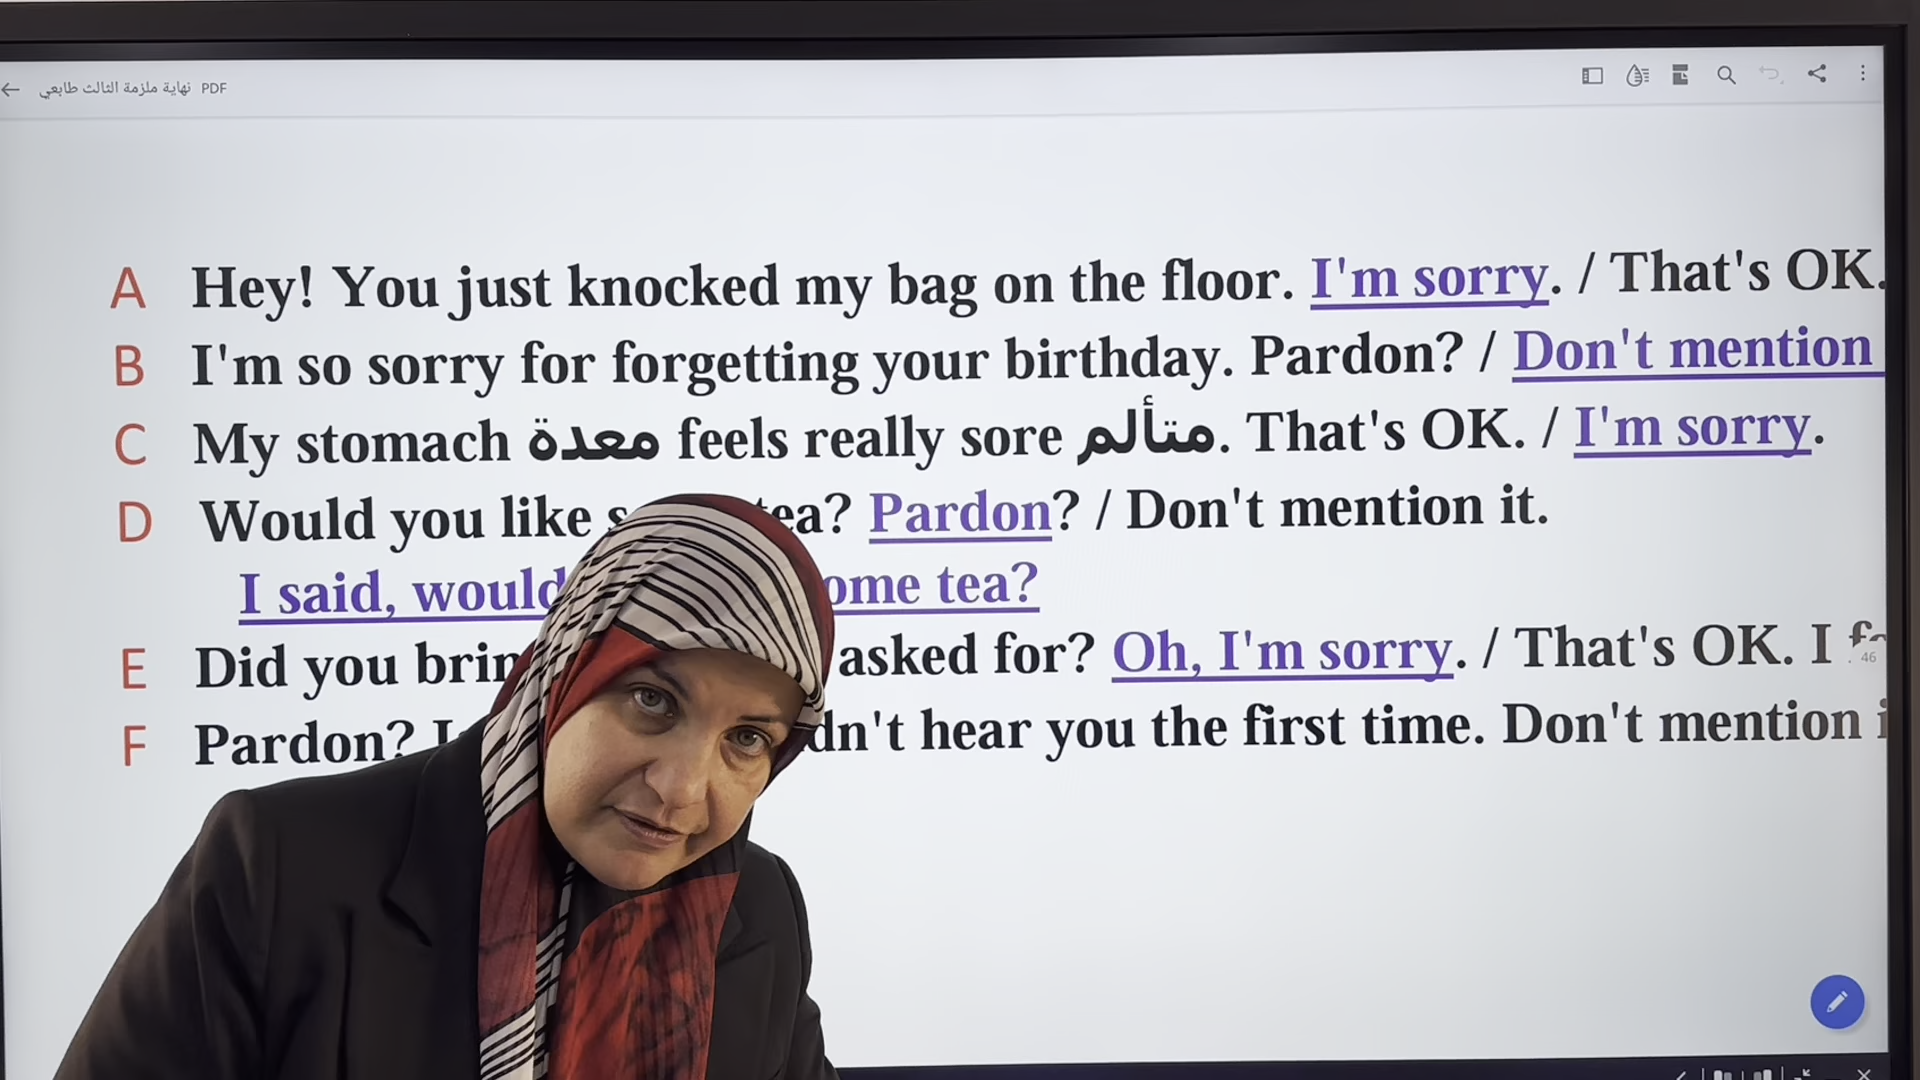 نهاية ملزمة الثالث طابعي PDF
A Hey! You just knocked my bag on the floor. I'm sorry. / That's OK.
B I'm so sorry for forgetting your birthday. Pardon? / Don't mention
C My stomach معدة feels really sore متألم. That's OK. / I'm sorry.
D Would you like tea? Pardon? / Don't mention it.
I said, would some tea?
E Did you asked for? Oh, I'm sorry. / That's OK. I
46
F Pardon? I hear you the first time. Don't mention